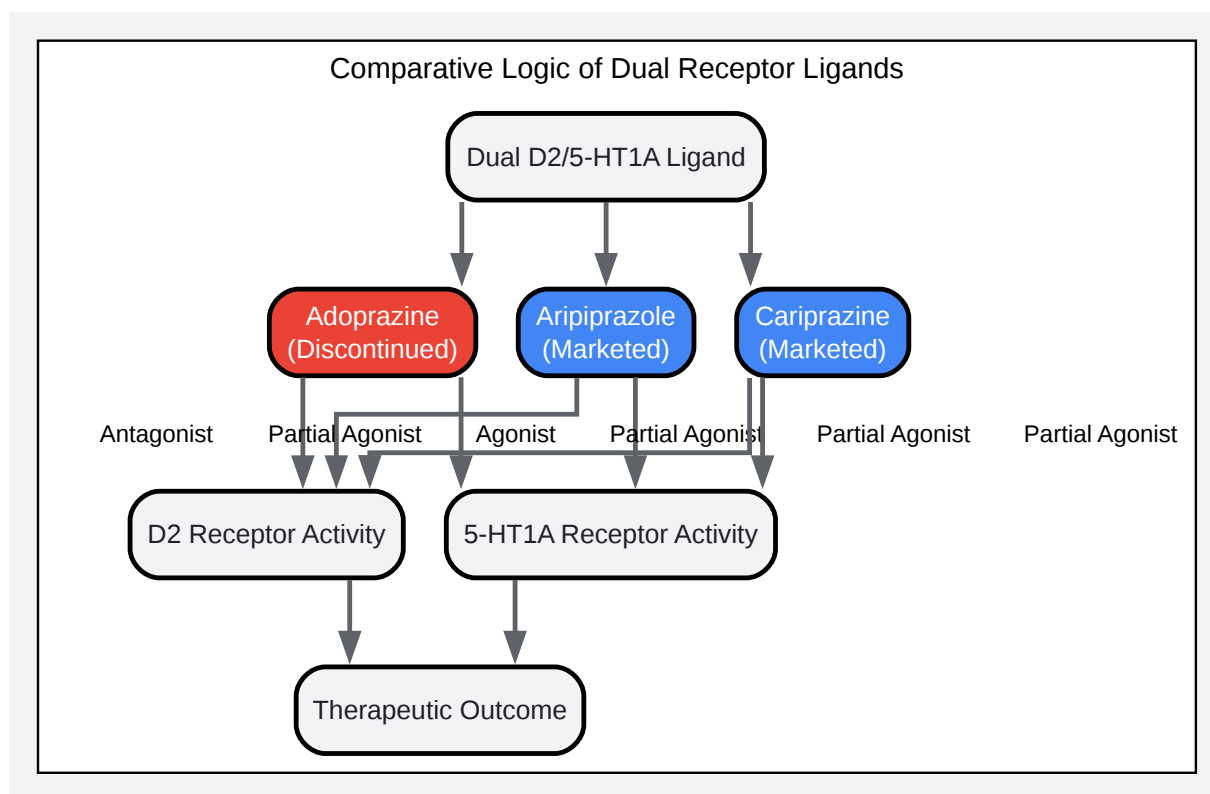 Comparative Logic of Dual Receptor Ligands
Dual D2/5-HT1A Ligand
Adoprazine
(Discontinued)
Aripiprazole
(Marketed)
Cariprazine
(Marketed)
Antagonist
Partial Agonist
Agonist
Partial Agonist
Partial Agonist
Partial Agonist
D2 Receptor Activity
5-HT1A Receptor Activity
Therapeutic Outcome